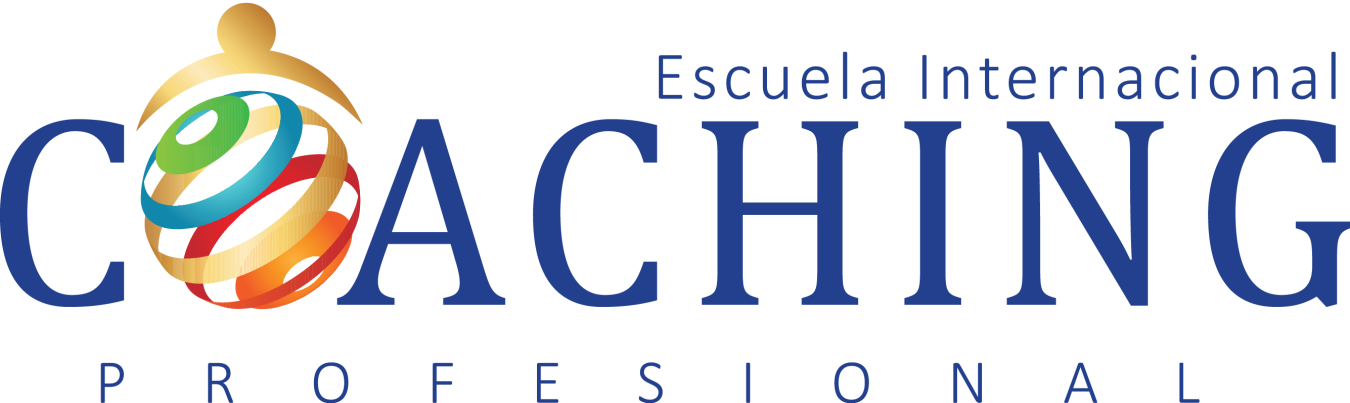 Escuela Internacional
COACHING
PROFESIONAL